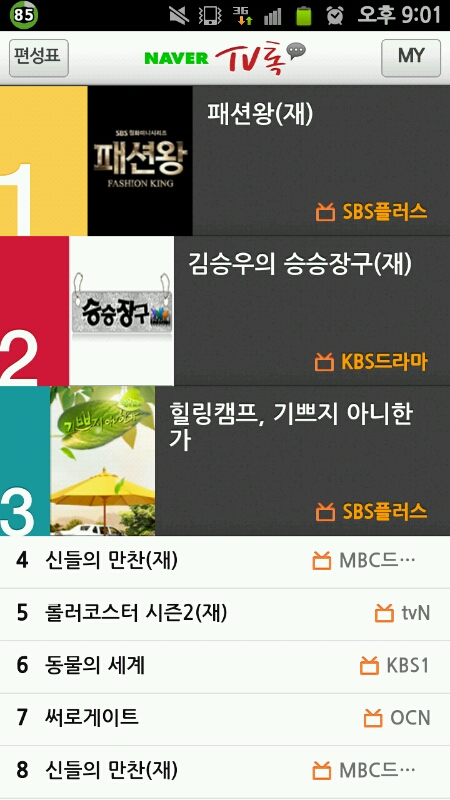 85 3G 오후 9:01
편성표 NAVER TV톡 MY
1
SBS 월화미니시리즈
패션왕
FASHION KING
패션왕(재)
SBS플러스
2
승승장구
김승우의 승승장구(재)
KBS드라마
3
기쁘지아니한가
힐링캠프, 기쁘지 아니한
가
SBS플러스
4 신들의 만찬(재) MBC드…
5 롤러코스터 시즌2(재) tvN
6 동물의 세계 KBS1
7 써로게이트 OCN
8 신들의 만찬(재) MBC드…